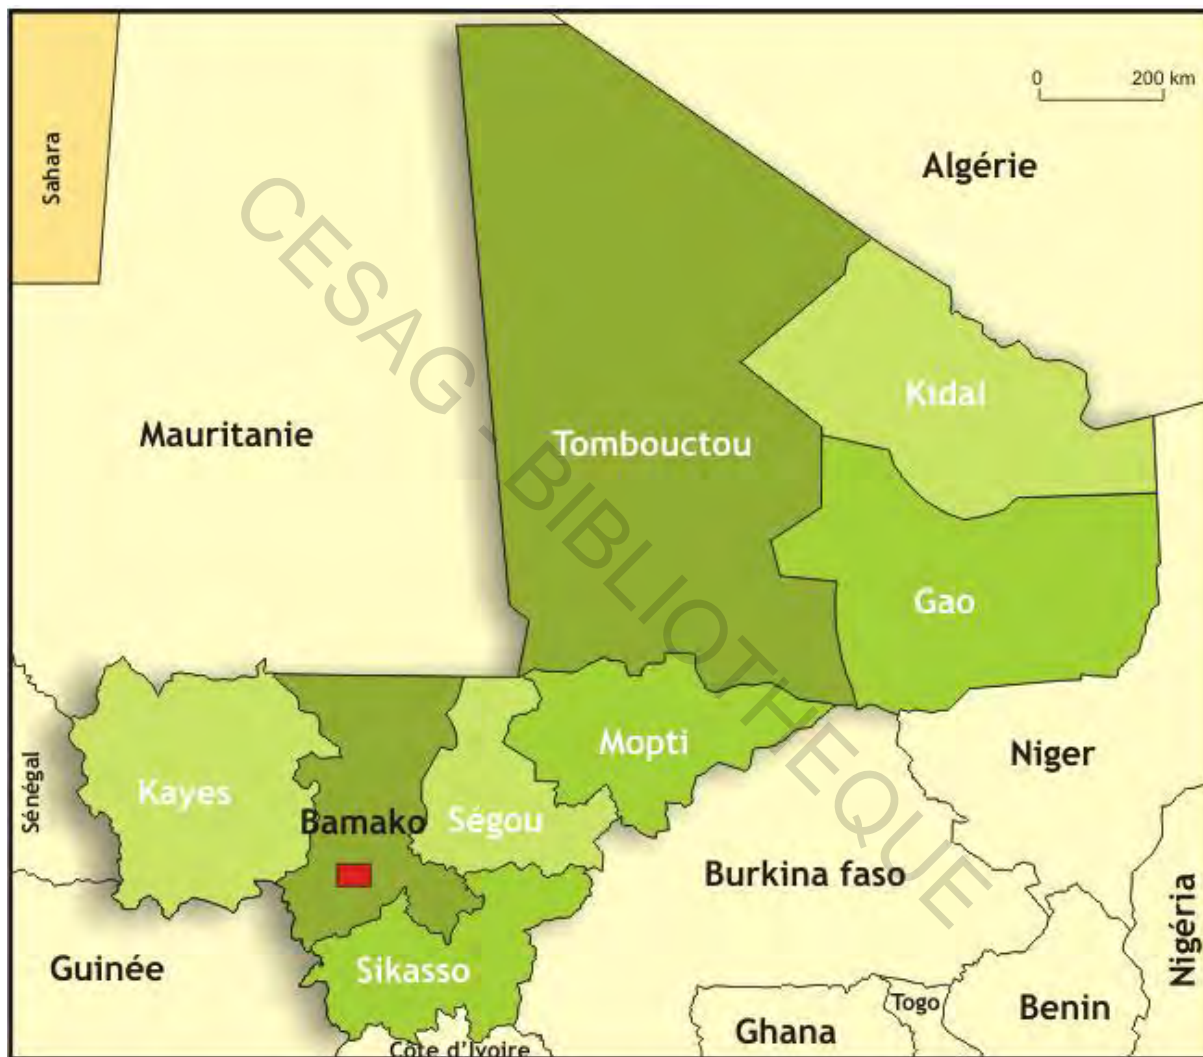 0 200 km
Sahara
Algérie
Kidal
Mauritanie
Tombouctou
Gao
Mopti
Niger
Kayes
Sénégal
Bamako
Ségou
Burkina faso
Nigéria
Guinée
Sikasso
Togo
Benin
Ghana
Côte d'Ivoire
CESAG - BIBLIOTHEQUE